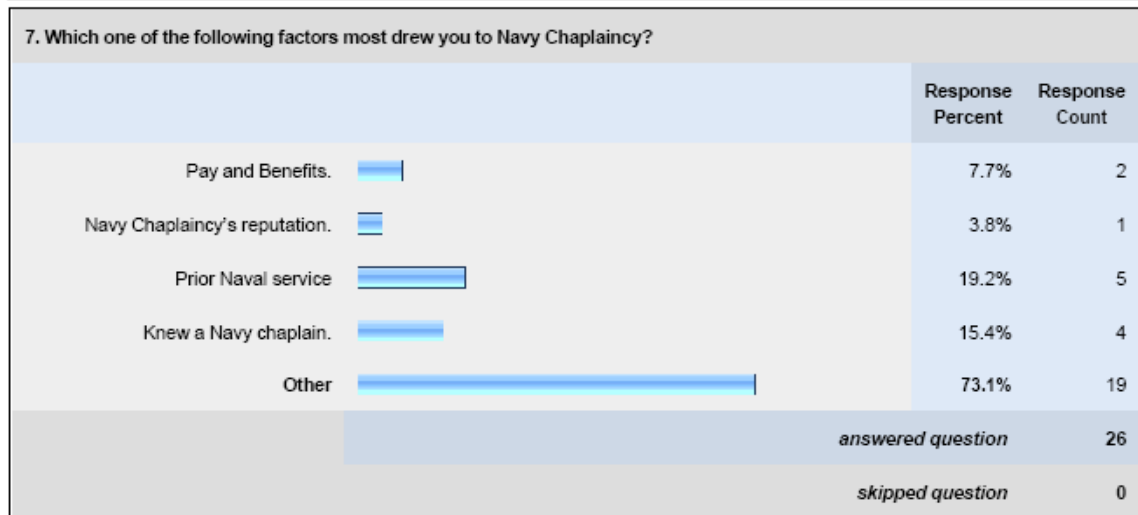 7. Which one of the following factors most drew you to Navy Chaplaincy?
Response Percent Response Count
Pay and Benefits. 7.7% 2
Navy Chaplaincy’s reputation. 3.8% 1
Prior Naval service 19.2% 5
Knew a Navy chaplain. 15.4% 4
Other 73.1% 19
answered question 26
skipped question 0